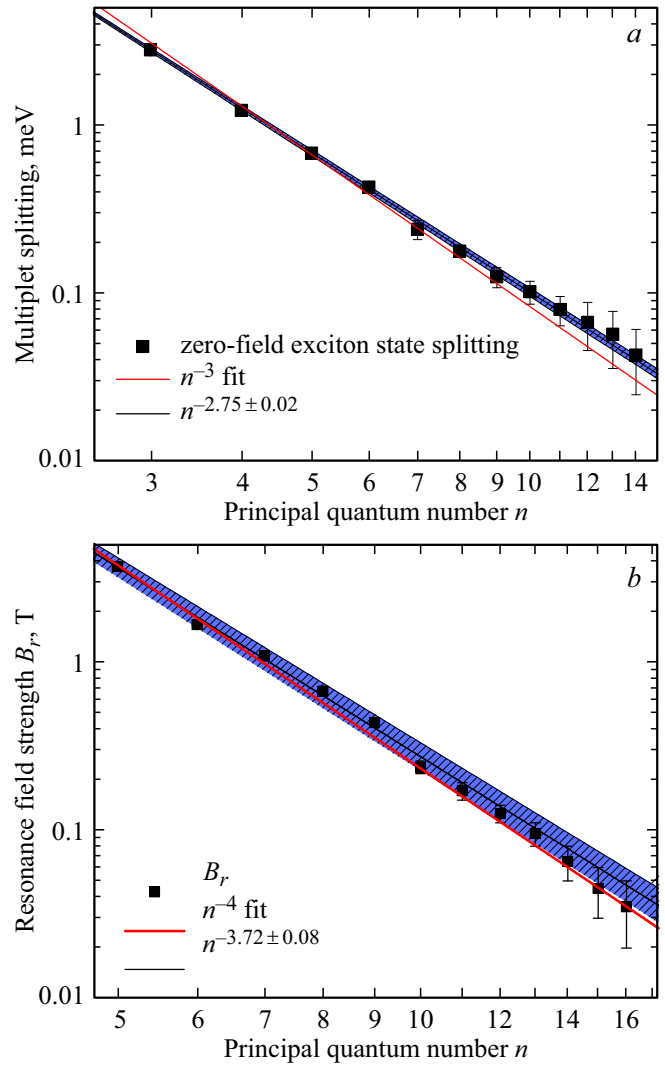 a
1
0.1
0.01
Multiplet splitting, meV
zero-field exciton state splitting
n⁻³ fit
n⁻²·⁷⁵ ± ⁰·⁰²
3 4 5 6 7 8 9 10 12 14
Principal quantum number n
b
1
0.1
0.01
Resonance field strength Bᵣ, T
Bᵣ
n⁻⁴ fit
n⁻³·⁷² ± ⁰·⁰⁸
5 6 7 8 9 10 12 14 16
Principal quantum number n